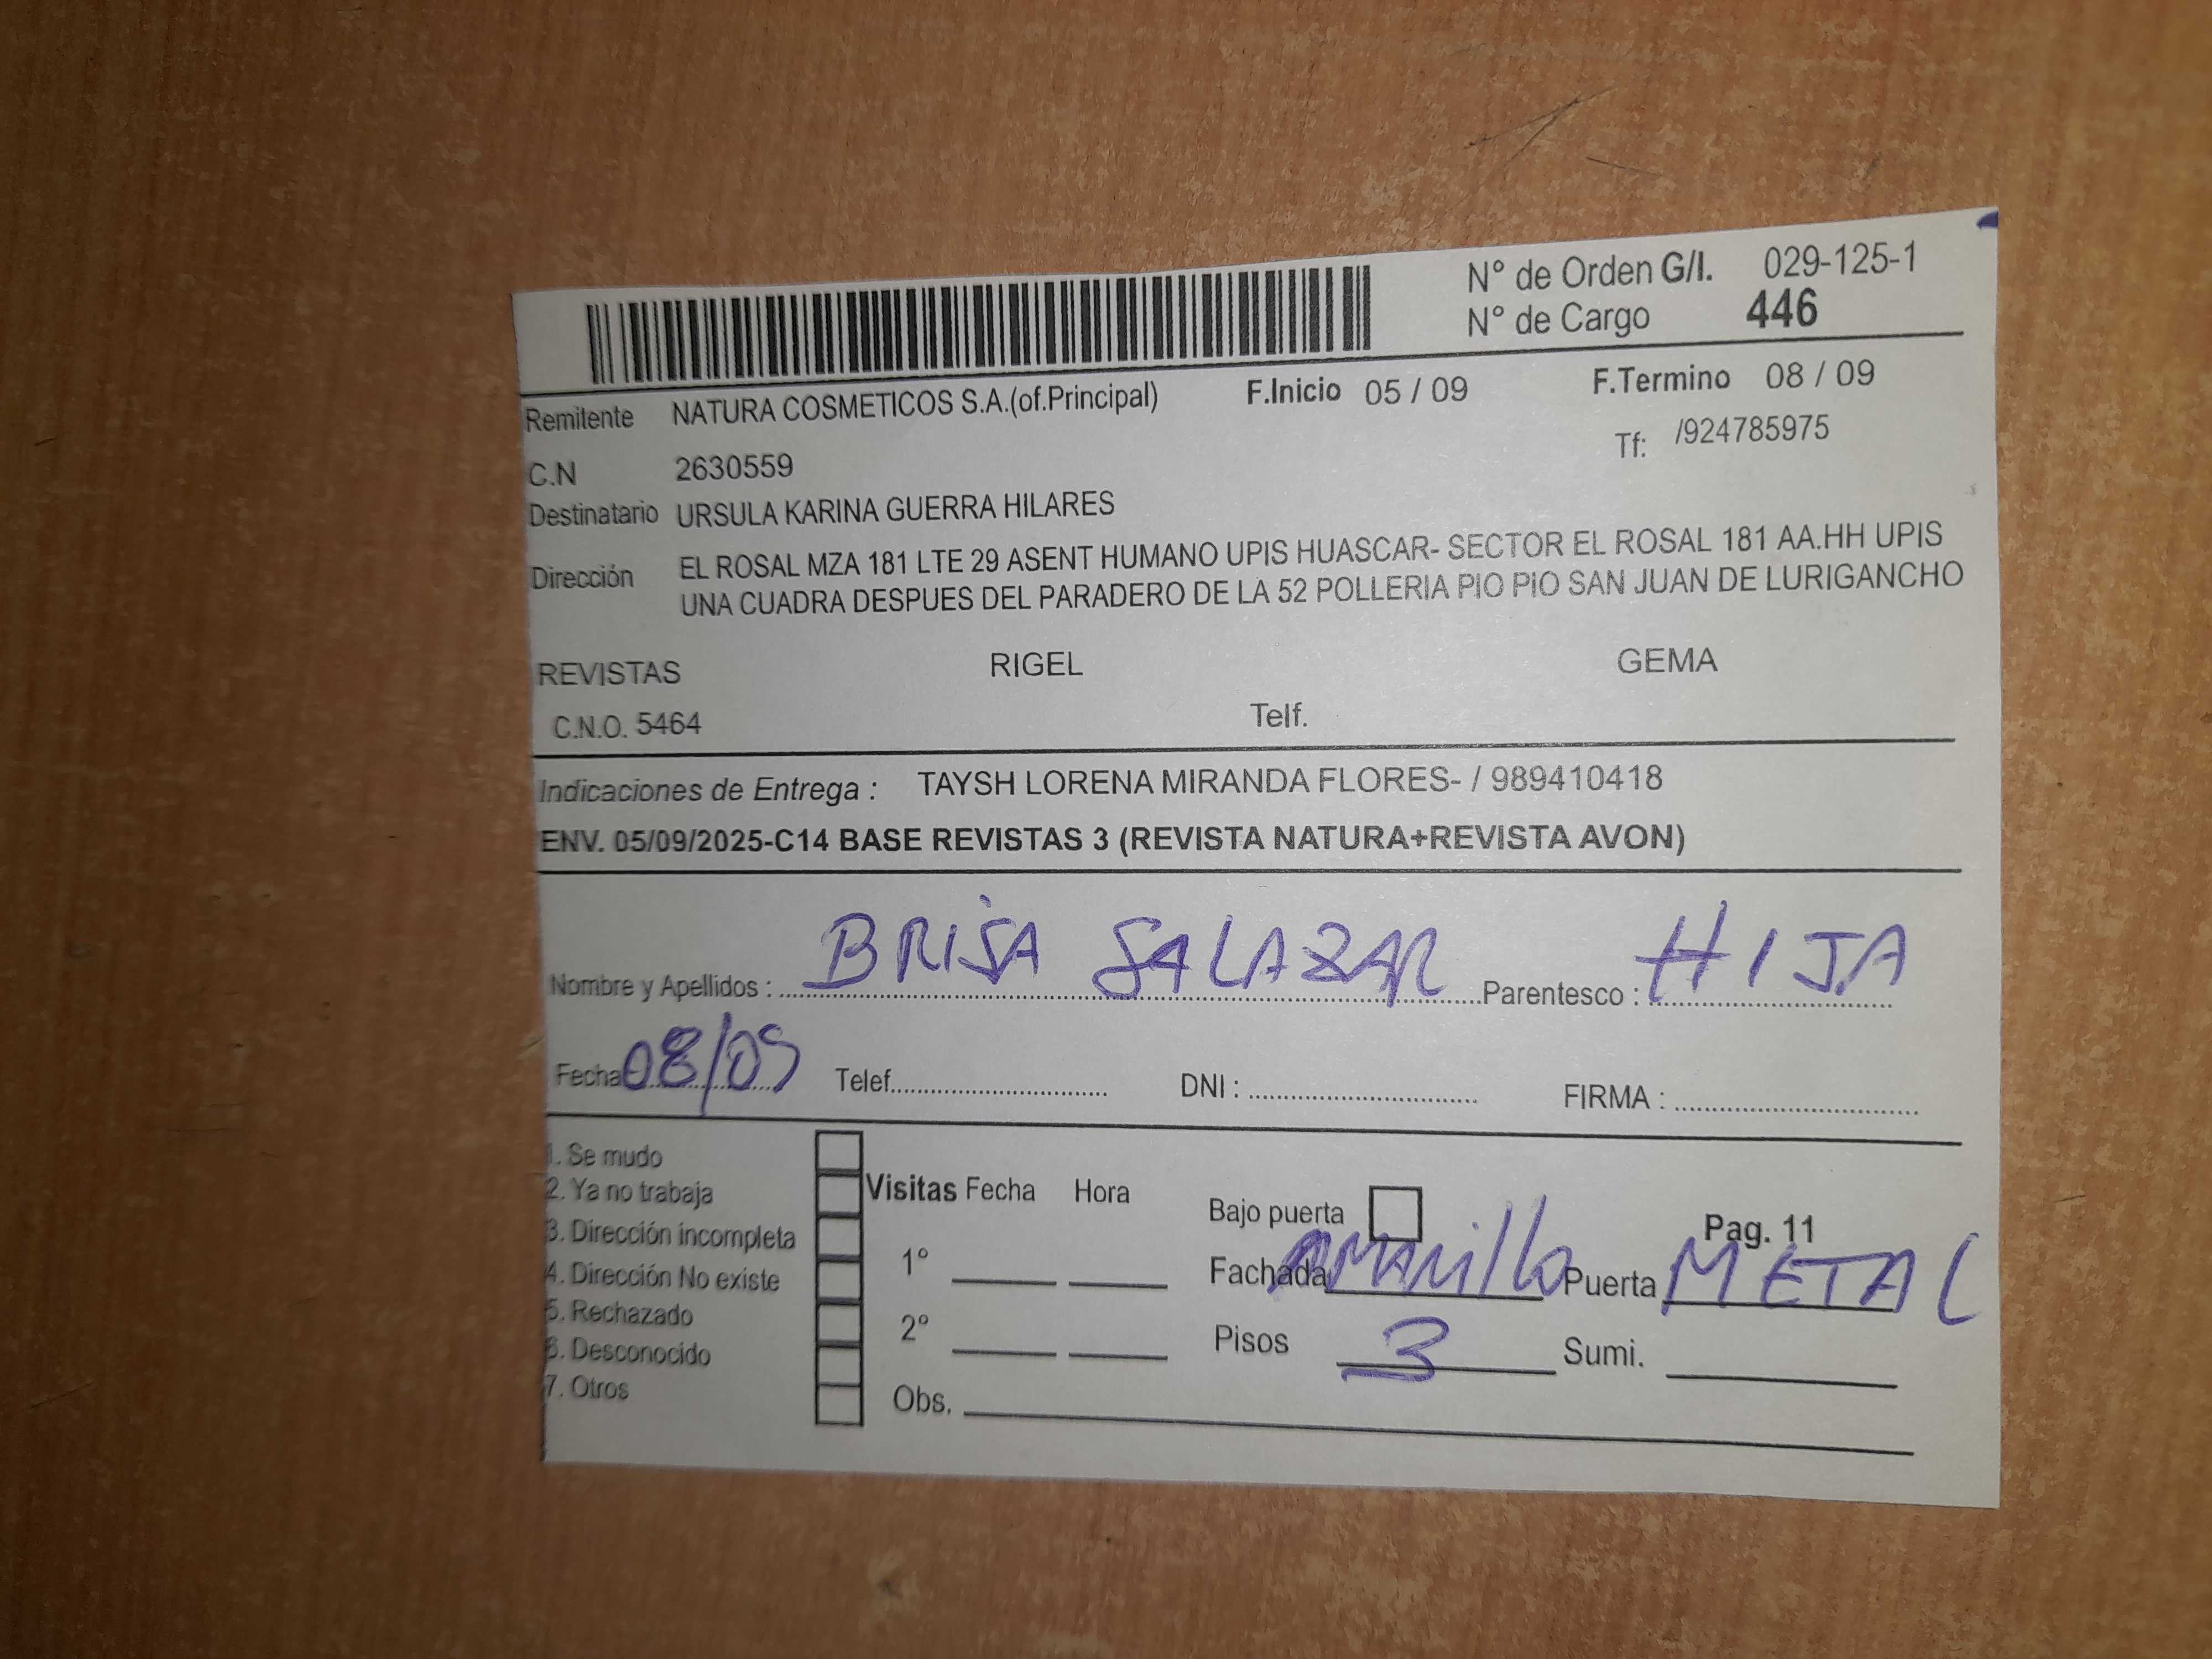 N° de Orden G/I. 029-125-1
N° de Cargo 446
Remitente NATURA COSMETICOS S.A.(of.Principal) F.Inicio 05 / 09 F.Termino 08 / 09
C.N 2630559 Tf: /924785975
Destinatario URSULA KARINA GUERRA HILARES
Dirección EL ROSAL MZA 181 LTE 29 ASENT HUMANO UPIS HUASCAR- SECTOR EL ROSAL 181 AA.HH UPIS
UNA CUADRA DESPUES DEL PARADERO DE LA 52 POLLERIA PIO PIO SAN JUAN DE LURIGANCHO
REVISTAS RIGEL GEMA
C.N.O. 5464 Telf.
Indicaciones de Entrega : TAYSH LORENA MIRANDA FLORES- / 989410418
ENV. 05/09/2025-C14 BASE REVISTAS 3 (REVISTA NATURA+REVISTA AVON)
Nombre y Apellidos : BRISA SALAZAR Parentesco : HIJA
Fecha 08/09 Telef. DNI : FIRMA :
1. Se mudo
2. Ya no trabaja Visitas Fecha Hora Bajo puerta Pag. 11
3. Dirección incompleta
4. Dirección No existe 1° Fachada AMARillo Puerta METAL
5. Rechazado
6. Desconocido 2° Pisos 3 Sumi.
7. Otros Obs.